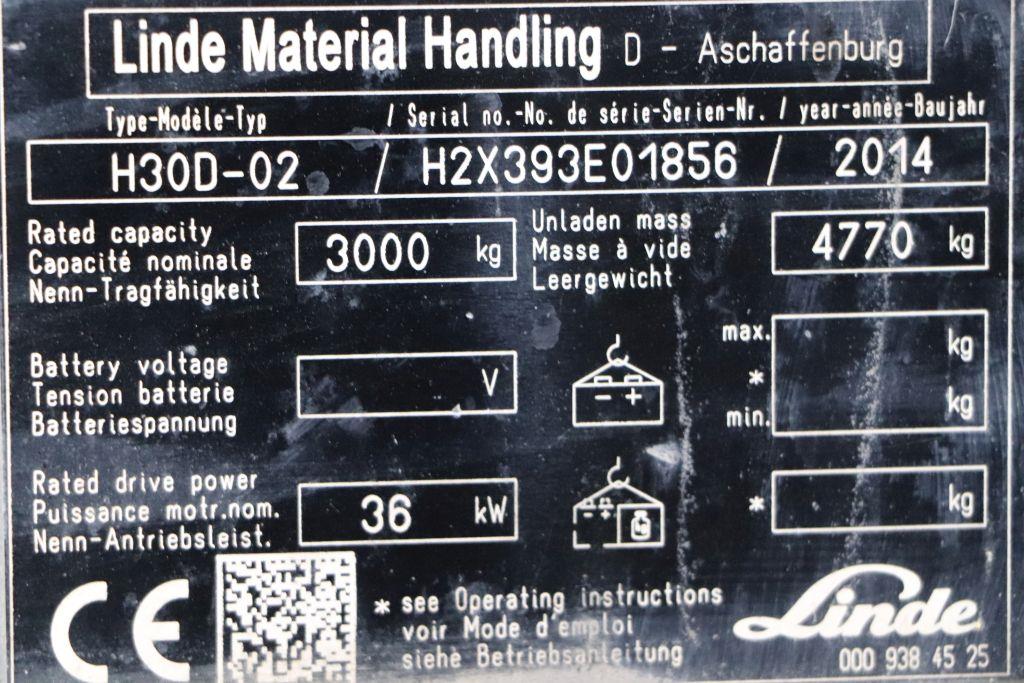 Linde Material Handling D - Aschaffenburg
Type-Modèle-Typ / Serial no.-No. de série-Serien-Nr. / year-année-Baujahr
H30D-02 / H2X393E01856 / 2014
Rated capacity
Capacité nominale
Nenn-Tragfähigkeit
3000 kg
Unladen mass
Masse à vide
Leergewicht
4770 kg
Battery voltage
Tension batterie
Batteriespannung
V
- +
max. kg
*
min. kg
Rated drive power
Puissance motr.nom.
Nenn-Antriebsleist.
36 kW
- +
kg
* kg
CE
* see Operating instructions
voir Mode d'emploi
siehe Betriebsanleitung
Linde
000 938 45 25